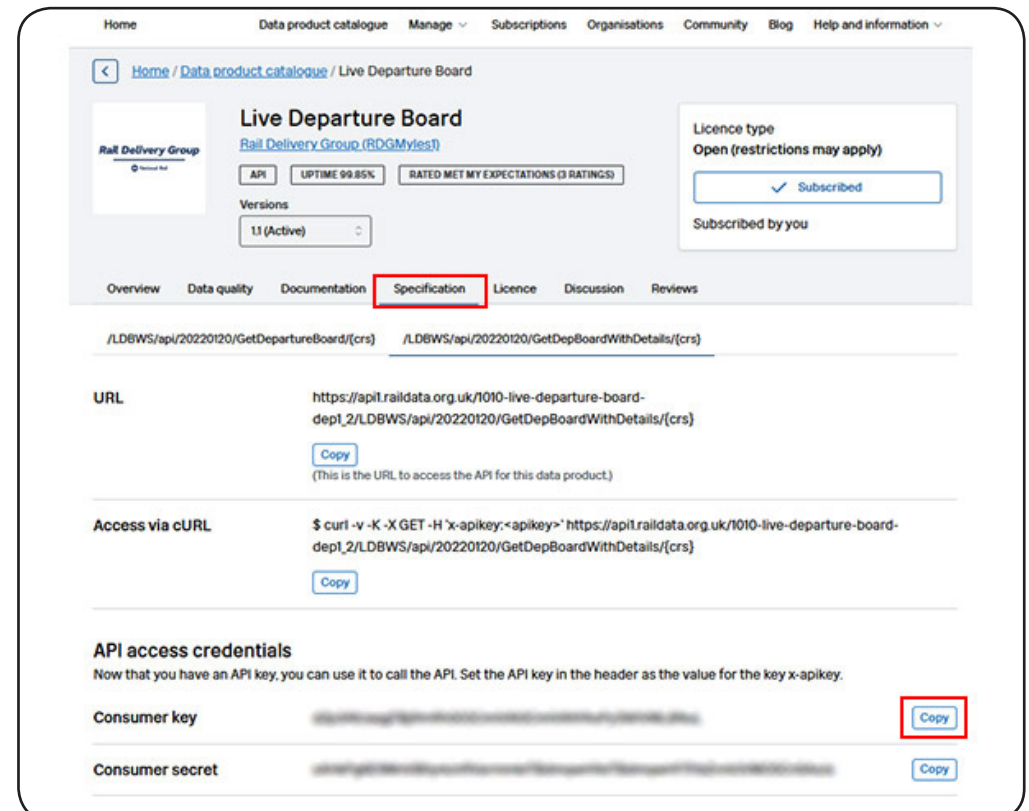 Home Data product catalogue Manage Subscriptions Organisations Community Blog Help and information
Home / Data product catalogue / Live Departure Board
Rail Delivery Group
National Rail
Live Departure Board
Rail Delivery Group (RDGMyles1)
API UPTIME 99.85% RATED MET MY EXPECTATIONS (3 RATINGS)
Versions
1.1 (Active)
Licence type
Open (restrictions may apply)
Subscribed
Subscribed by you
Overview Data quality Documentation Specification Licence Discussion Reviews
/LDBWS/api/20220120/GetDepartureBoard/{crs} /LDBWS/api/20220120/GetDepBoardWithDetails/{crs}
URL
https://api1.raildata.org.uk/1010-live-departure-board-
dep1_2/LDBWS/api/20220120/GetDepBoardWithDetails/{crs}
Copy
(This is the URL to access the API for this data product.)
Access via cURL
$ curl -v -K -X GET -H 'x-apikey:<apikey>' https://api1.raildata.org.uk/1010-live-departure-board-
dep1_2/LDBWS/api/20220120/GetDepBoardWithDetails/{crs}
Copy
API access credentials
Now that you have an API key, you can use it to call the API. Set the API key in the header as the value for the key x-apikey.
Consumer key
Copy
Consumer secret
Copy